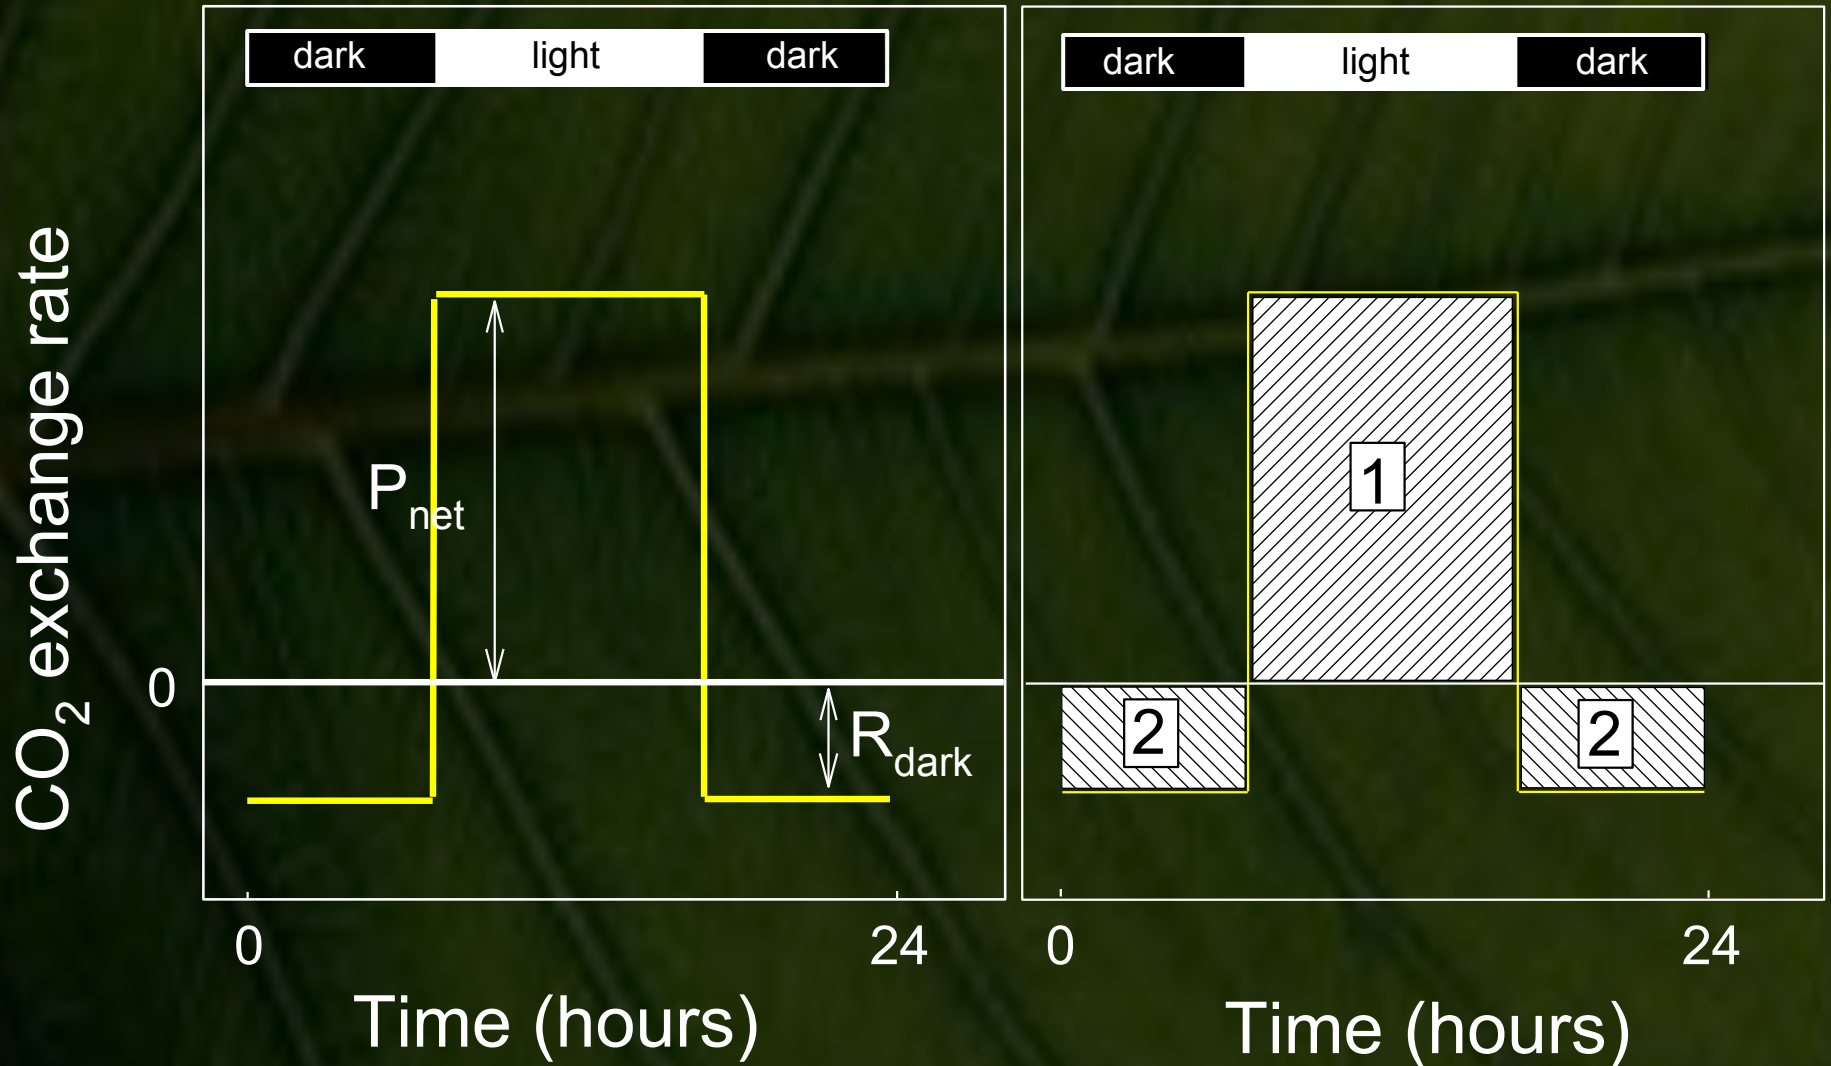 dark light dark
dark light dark
CO2 exchange rate
Pnet
1
0
Rdark
2
2
0
24
0
24
Time (hours)
Time (hours)